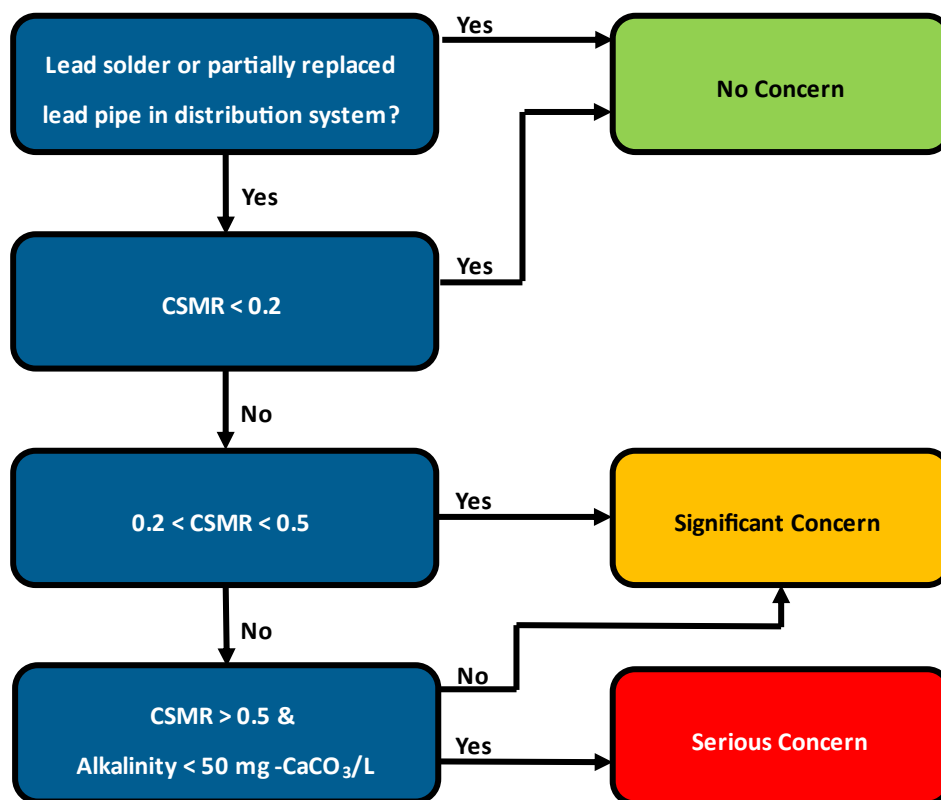 Yes
Lead solder or partially replaced
lead pipe in distribution system?
No Concern
Yes
Yes
CSMR < 0.2
No
0.2 < CSMR < 0.5
Yes
Significant Concern
No
No
CSMR > 0.5 &
Alkalinity < 50 mg -CaCO₃/L
Yes
Serious Concern